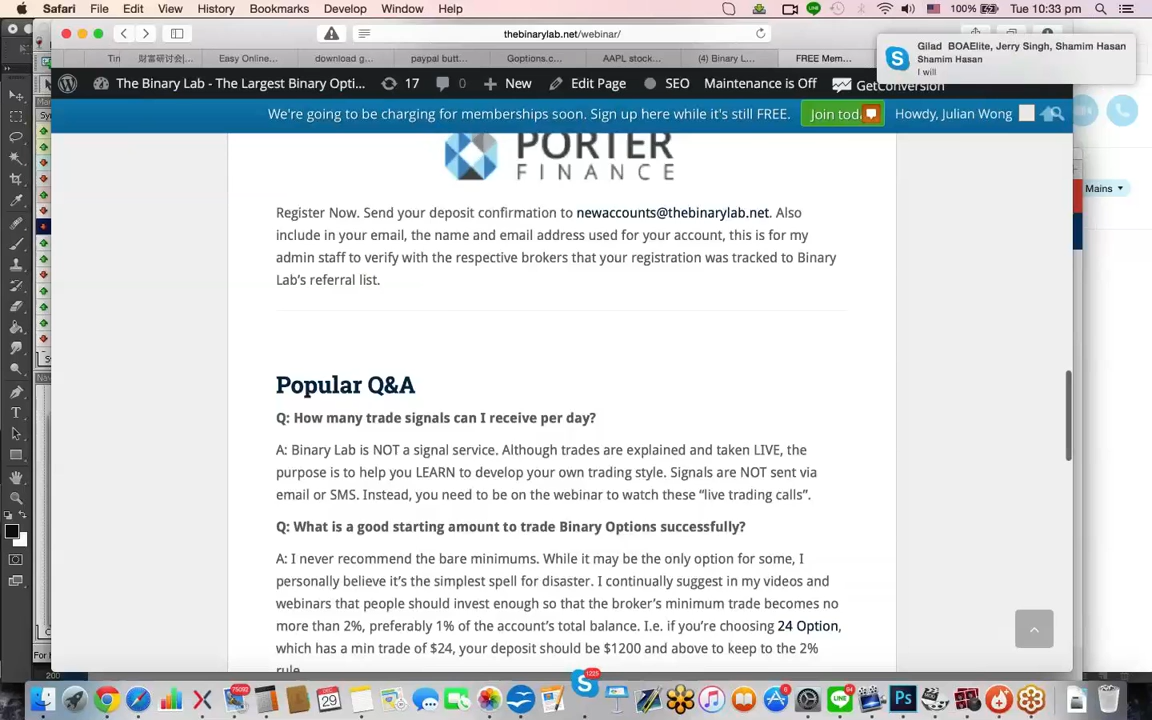 Safari File Edit View History Bookmarks Develop Window Help 100% Tue 10:33 pm
thebinarylab.net/webinar/
Tir 財富研讨会|... Easy Online... download g... paypal butt... Goptions.c... AAPL stock... (4) Binary L... FREE Mem...
Gilad BOAElite, Jerry Singh, Shamim Hasan
Shamim Hasan
I will
The Binary Lab - The Largest Binary Opti... 17 0 New Edit Page SEO Maintenance is Off GetConversion
We're going to be charging for memberships soon. Sign up here while it's still FREE. Join tod Howdy, Julian Wong
Mains
PORTER
FINANCE
Register Now. Send your deposit confirmation to newaccounts@thebinarylab.net. Also
include in your email, the name and email address used for your account, this is for my
admin staff to verify with the respective brokers that your registration was tracked to Binary
Lab's referral list.
Popular Q&A
Q: How many trade signals can I receive per day?
A: Binary Lab is NOT a signal service. Although trades are explained and taken LIVE, the
purpose is to help you LEARN to develop your own trading style. Signals are NOT sent via
email or SMS. Instead, you need to be on the webinar to watch these “live trading calls”.
Q: What is a good starting amount to trade Binary Options successfully?
A: I never recommend the bare minimums. While it may be the only option for some, I
personally believe it's the simplest spell for disaster. I continually suggest in my videos and
webinars that people should invest enough so that the broker's minimum trade becomes no
more than 2%, preferably 1% of the account's total balance. I.e. if you're choosing 24 Option,
which has a min trade of $24, your deposit should be $1200 and above to keep to the 2%
rule.
200
1225